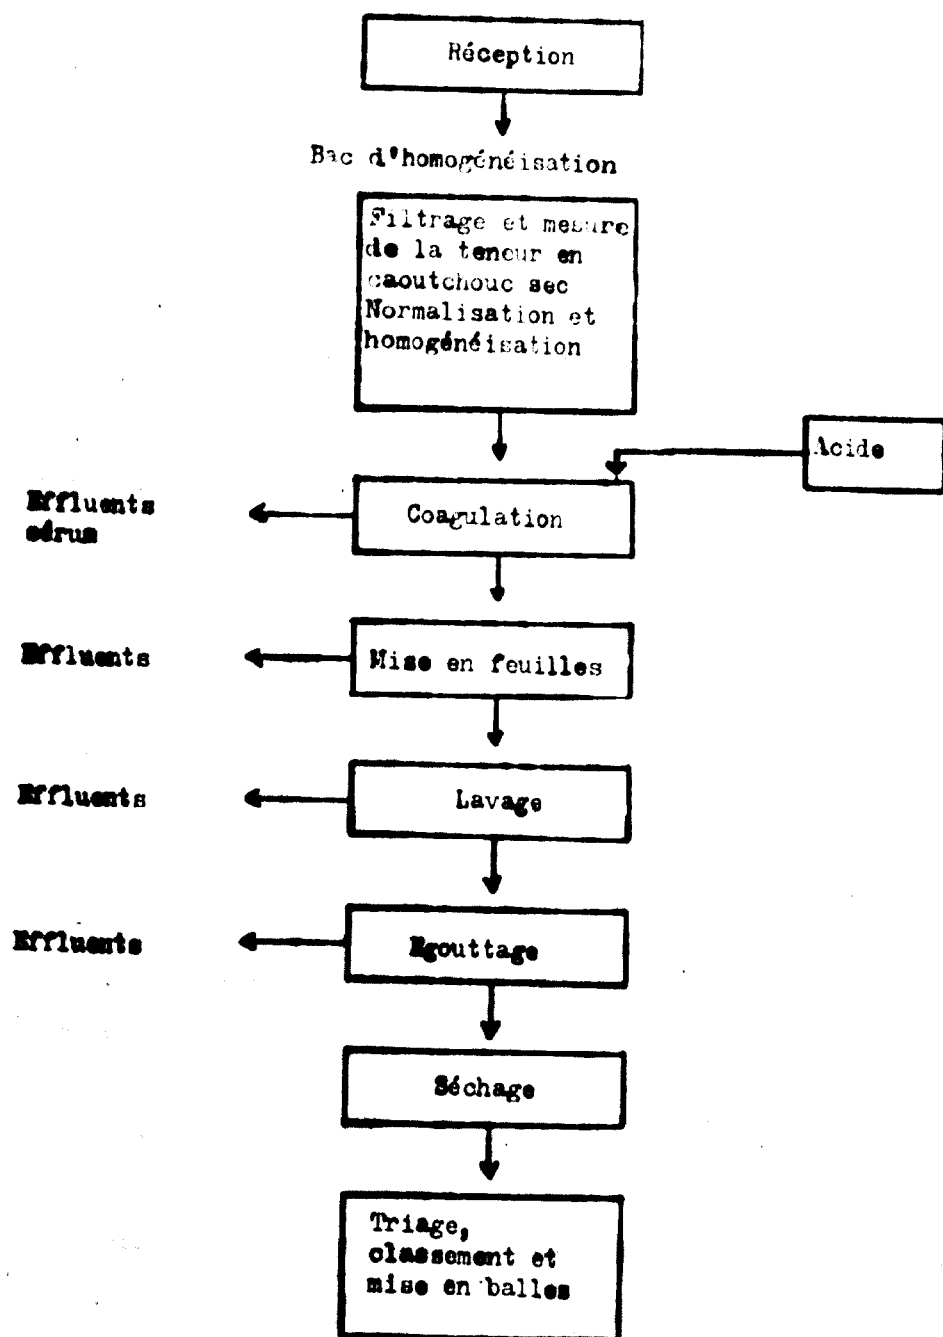 Réception
Bac d'homogénéisation
Filtrage et mesure
de la teneur en
caoutchouc sec
Normalisation et
homogénéisation
Acide
Effluents
sérum
Coagulation
Effluents
Mise en feuilles
Effluents
Lavage
Effluents
Egouttage
Séchage
Triage,
classement et
mise en balles